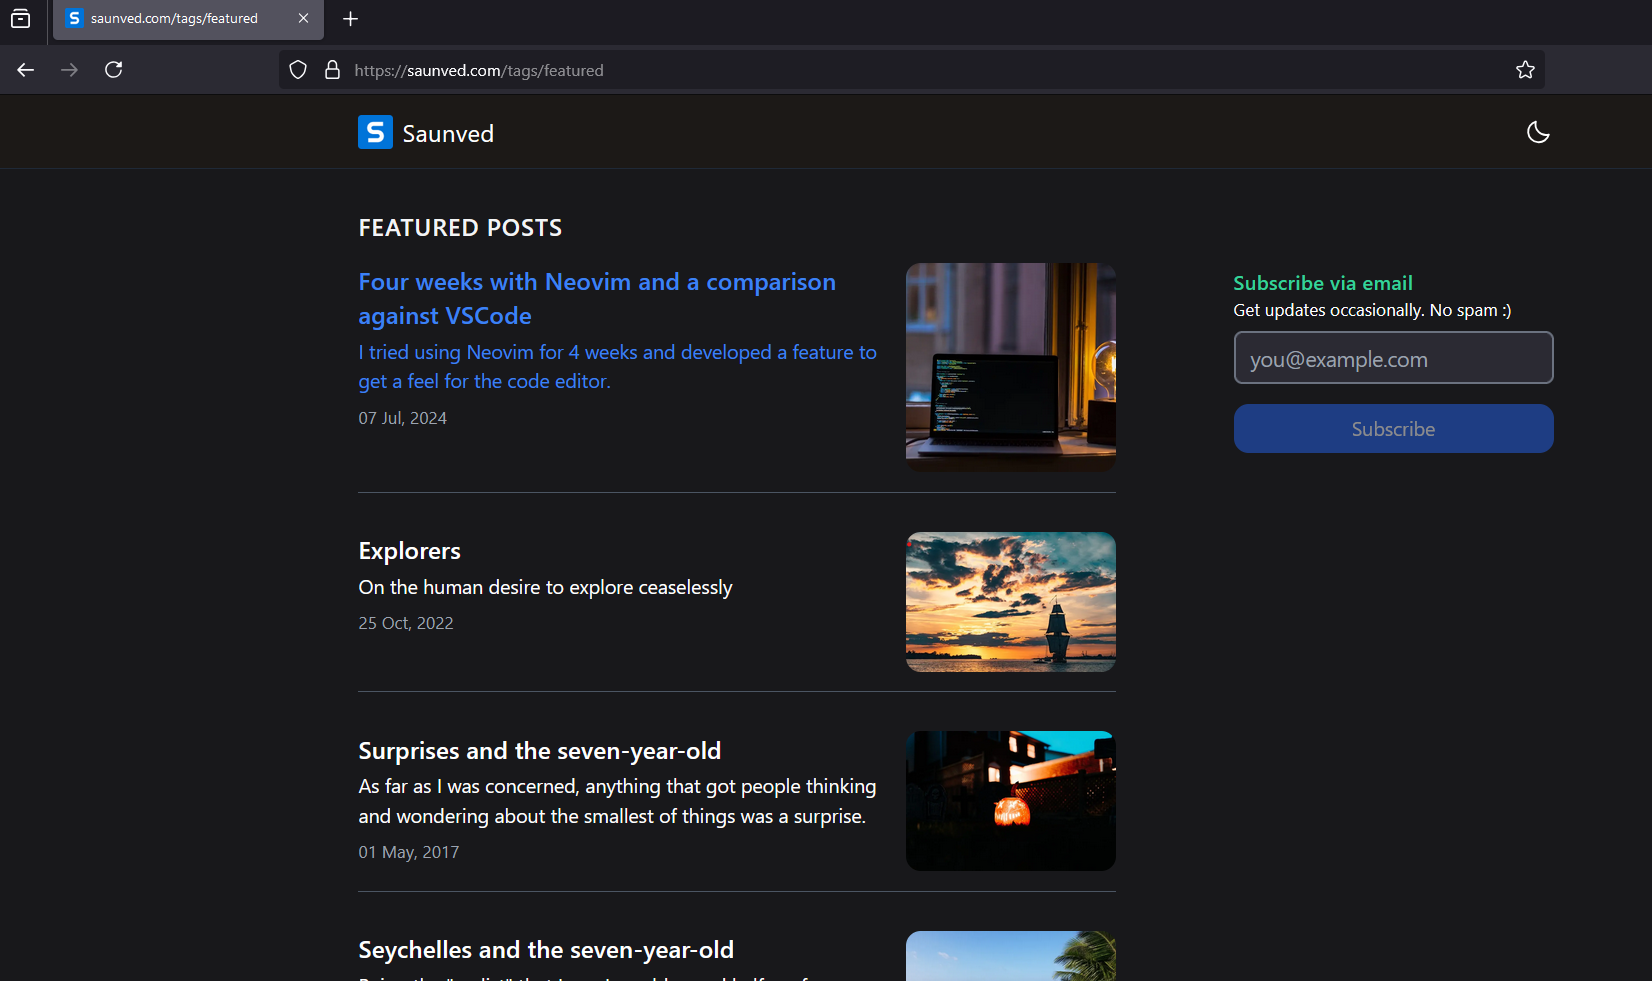 saunved.com/tags/featured
https://saunved.com/tags/featured
S Saunved
FEATURED POSTS
Four weeks with Neovim and a comparison
against VSCode
I tried using Neovim for 4 weeks and developed a feature to
get a feel for the code editor.
07 Jul, 2024
Subscribe via email
Get updates occasionally. No spam :)
you@example.com
Subscribe
Explorers
On the human desire to explore ceaselessly
25 Oct, 2022
Surprises and the seven-year-old
As far as I was concerned, anything that got people thinking
and wondering about the smallest of things was a surprise.
01 May, 2017
Seychelles and the seven-year-old